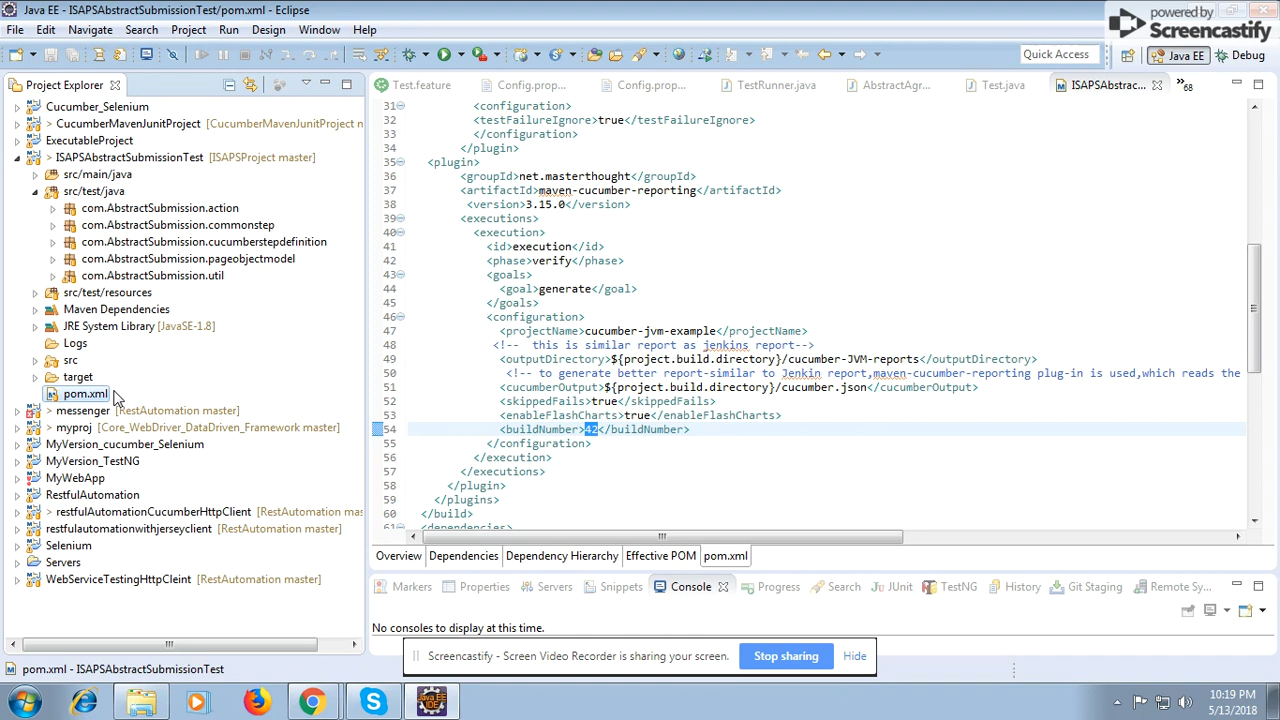 Java EE - ISAPSAbstractSubmissionTest/pom.xml - Eclipse
powered by
Screencastify
File Edit Navigate Search Project Run Design Window Help
Quick Access Java EE Debug
Project Explorer
Test.feature Config.prop... Config.prop... TestRunner.java AbstractAgr... Test.java ISAPSAbstrac... »68
Cucumber_Selenium
> CucumberMavenJunitProject [CucumberMavenJunitProject n
ExecutableProject
> ISAPSAbstractSubmissionTest [ISAPSProject master]
src/main/java
src/test/java
com.AbstractSubmission.action
com.AbstractSubmission.commonstep
com.AbstractSubmission.cucumberstepdefinition
com.AbstractSubmission.pageobjectmodel
com.AbstractSubmission.util
src/test/resources
Maven Dependencies
JRE System Library [JavaSE-1.8]
Logs
src
target
pom.xml
> messenger [RestAutomation master]
> myproj [Core_WebDriver_DataDriven_Framework master]
MyVersion_cucumber_Selenium
MyVersion_TestNG
MyWebApp
RestfulAutomation
> restfulAutomationCucumberHttpClient [RestAutomation mas
restfulautomationwithjerseyclient [RestAutomation master]
Selenium
Servers
WebServiceTestingHttpCleint [RestAutomation master]
31 <configuration>
32 <testFailureIgnore>true</testFailureIgnore>
33 </configuration>
34 </plugin>
35 <plugin>
36 <groupId>net.masterthought</groupId>
37 <artifactId>maven-cucumber-reporting</artifactId>
38 <version>3.15.0</version>
39 <executions>
40 <execution>
41 <id>execution</id>
42 <phase>verify</phase>
43 <goals>
44 <goal>generate</goal>
45 </goals>
46 <configuration>
47 <projectName>cucumber-jvm-example</projectName>
48 <!-- this is similar report as jenkins report-->
49 <outputDirectory>${project.build.directory}/cucumber-JVM-reports</outputDirectory>
50 <!-- to generate better report-similar to Jenkin report,maven-cucumber-reporting plug-in is used,which reads the
51 <cucumberOutput>${project.build.directory}/cucumber.json</cucumberOutput>
52 <skippedFails>true</skippedFails>
53 <enableFlashCharts>true</enableFlashCharts>
54 <buildNumber>42</buildNumber>
55 </configuration>
56 </execution>
57 </executions>
58 </plugin>
59 </plugins>
60 </build>
61 <dependencies>
Overview Dependencies Dependency Hierarchy Effective POM pom.xml
Markers Properties Servers Snippets Console Progress Search JUnit TestNG History Git Staging Remote Sy...
No consoles to display at this time.
Screencastify - Screen Video Recorder is sharing your screen. Stop sharing Hide
pom.xml - ISAPSAbstractSubmissionTest
10:19 PM
5/13/2018